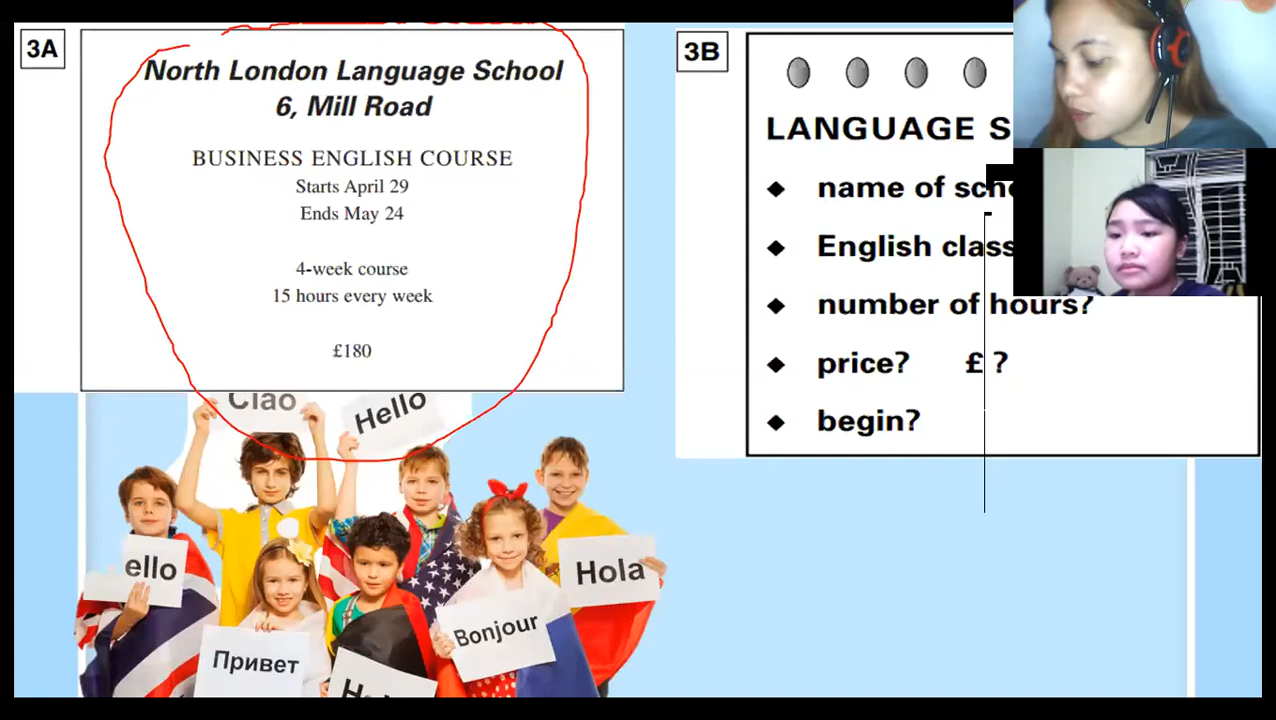 3A
North London Language School
6, Mill Road
BUSINESS ENGLISH COURSE
Starts April 29
Ends May 24
4-week course
15 hours every week
£180
3B
LANGUAGE S
name of scho
English class
number of hours?
price? £ ?
begin?
Ciao
Hello
ello
Hola
Bonjour
Привет